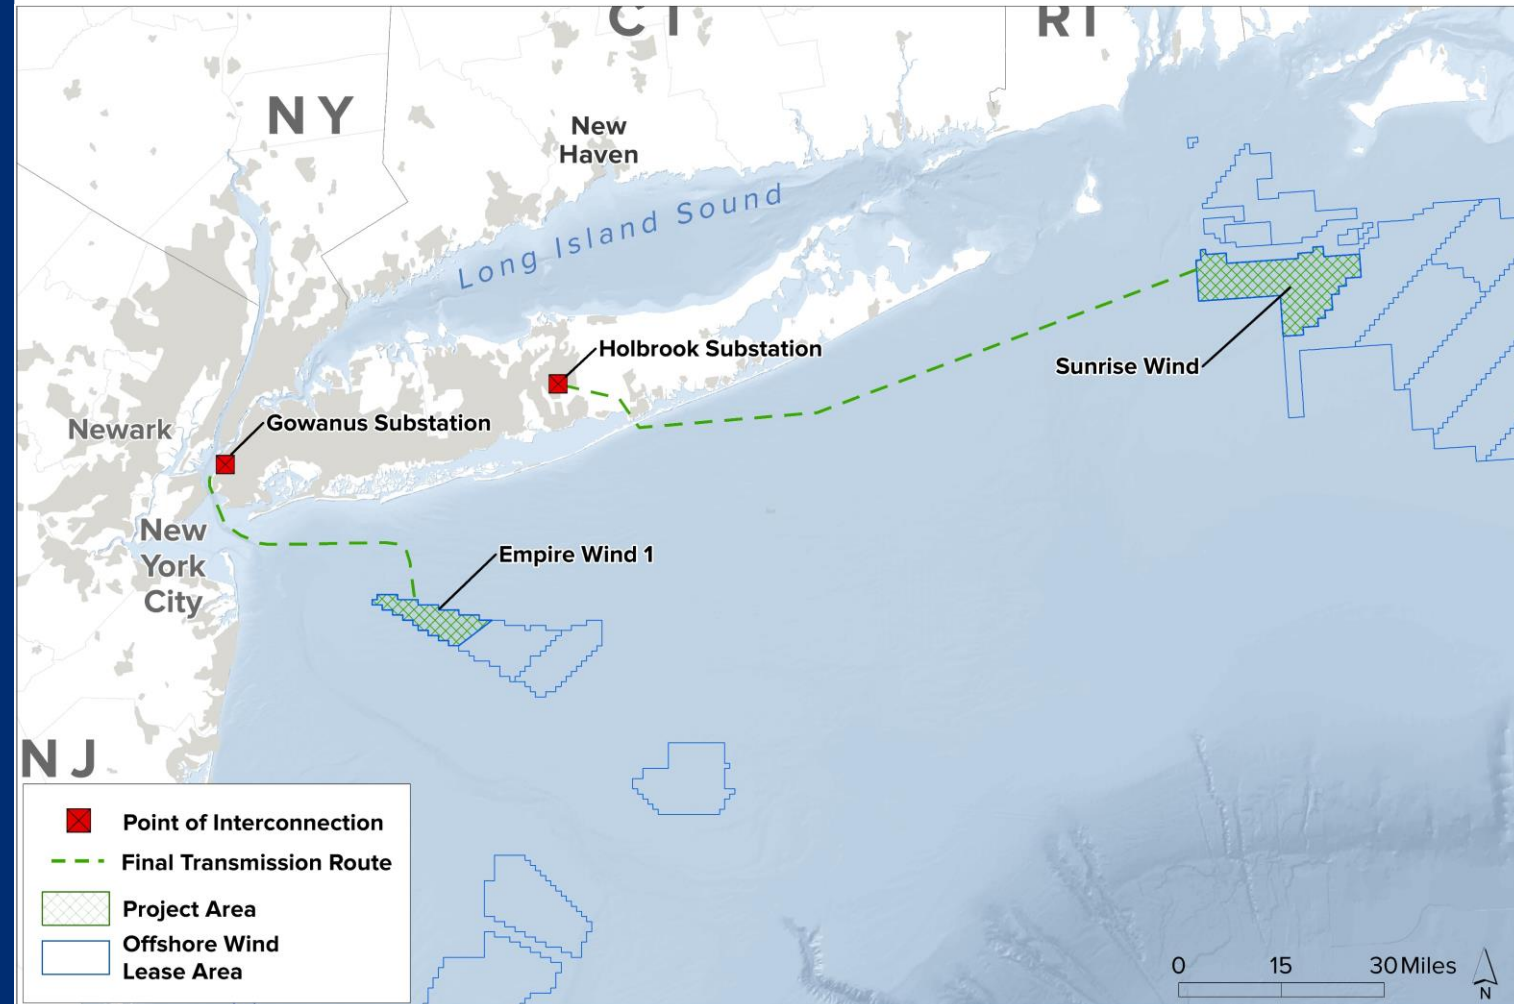 CT
RI
NY
New
Haven
Long Island Sound
Holbrook Substation
Sunrise Wind
Gowanus Substation
Newark
New
York
City
Empire Wind 1
NJ
Point of Interconnection
Final Transmission Route
Project Area
Offshore Wind
Lease Area
0 15 30 Miles
N